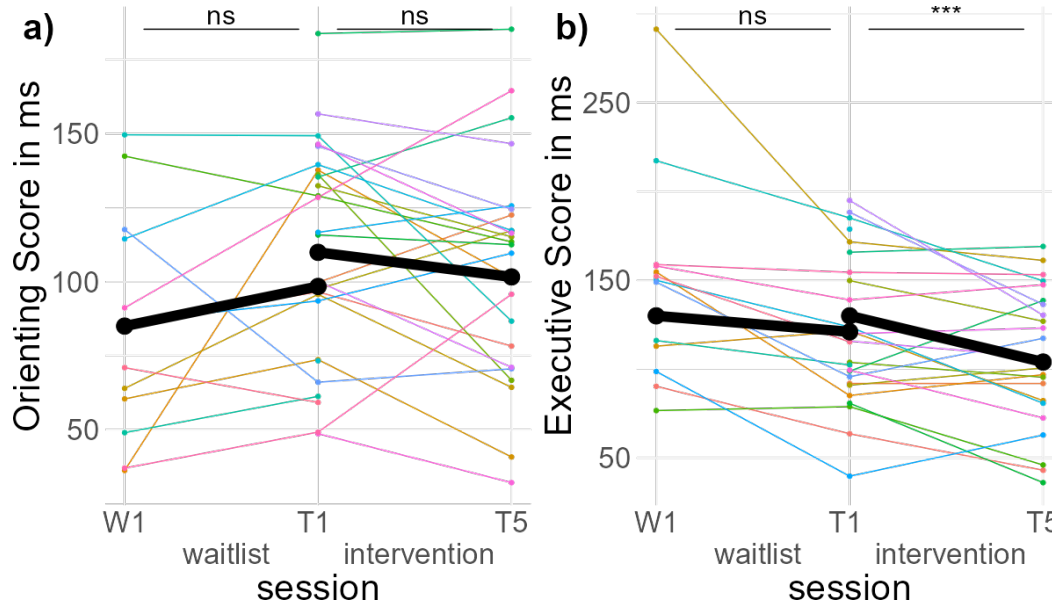 a)
ns
ns
Orienting Score in ms
150
100
50
W1
T1
T5
waitlist
intervention
session
b)
ns
***
Executive Score in ms
250
150
50
W1
T1
T5
waitlist
intervention
session